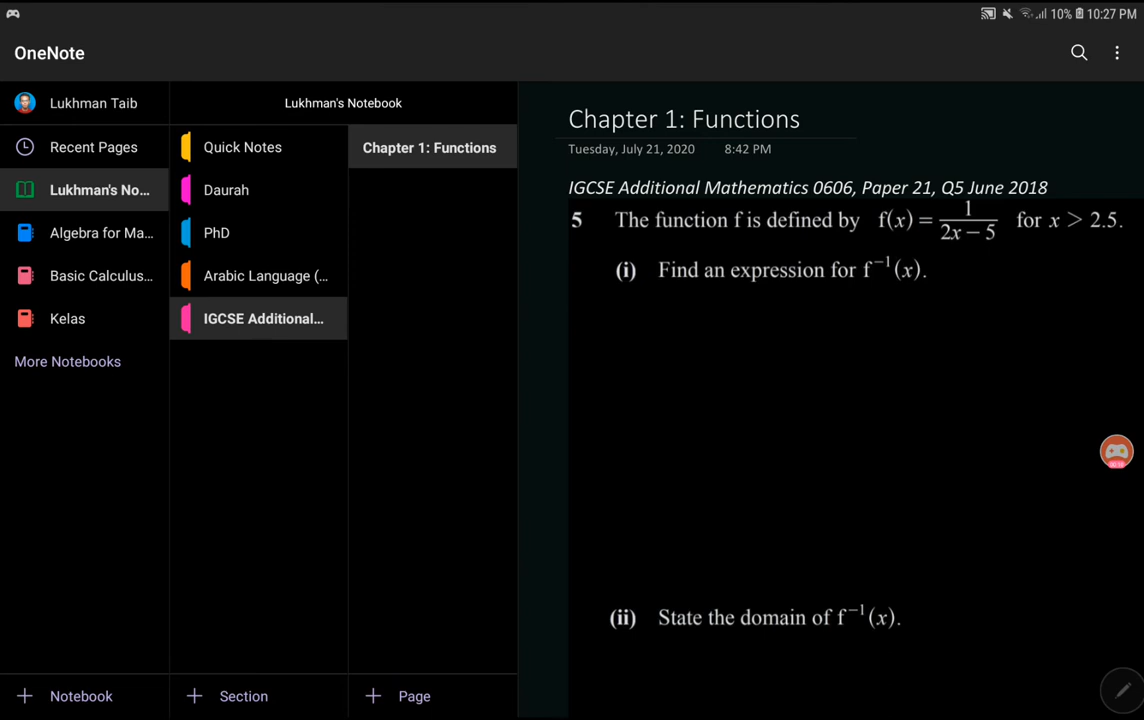 10% 10:27 PM
OneNote
Lukhman Taib
Recent Pages
Lukhman's No...
Algebra for Ma...
Basic Calculus...
Kelas
More Notebooks
+ Notebook
Lukhman's Notebook
Quick Notes
Daurah
PhD
Arabic Language (...
IGCSE Additional...
+ Section
Chapter 1: Functions
+ Page
Chapter 1: Functions
Tuesday, July 21, 2020 8:42 PM
IGCSE Additional Mathematics 0606, Paper 21, Q5 June 2018
5 The function f is defined by f(x) = 1/(2x − 5) for x > 2.5.
(i) Find an expression for f⁻¹(x).
(ii) State the domain of f⁻¹(x).